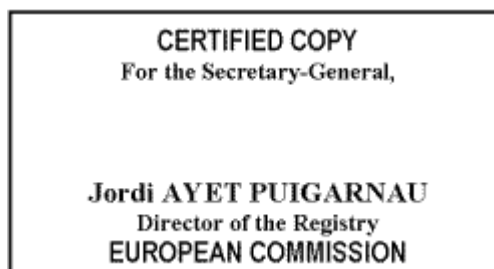 CERTIFIED COPY
For the Secretary-General,
Jordi AYET PUIGARNAU
Director of the Registry
EUROPEAN COMMISSION